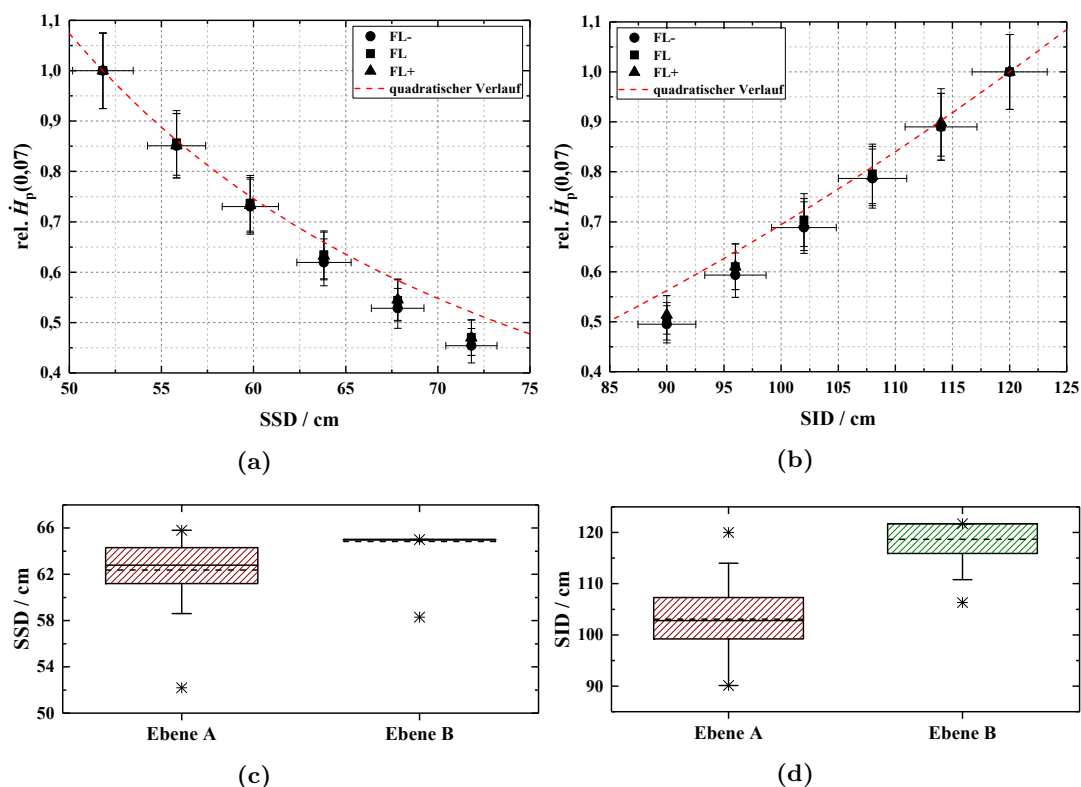 1,1
1,0
0,9
0,8
0,7
0,6
0,5
0,4
rel. Ḣp(0,07)
FL-
FL
FL+
quadratischer Verlauf
50 55 60 65 70 75
SSD / cm
(a)
1,1
1,0
0,9
0,8
0,7
0,6
0,5
0,4
rel. Ḣp(0,07)
FL-
FL
FL+
quadratischer Verlauf
85 90 95 100 105 110 115 120 125
SID / cm
(b)
66
62
58
54
50
SSD / cm
Ebene A Ebene B
(c)
120
110
100
90
SID / cm
Ebene A Ebene B
(d)